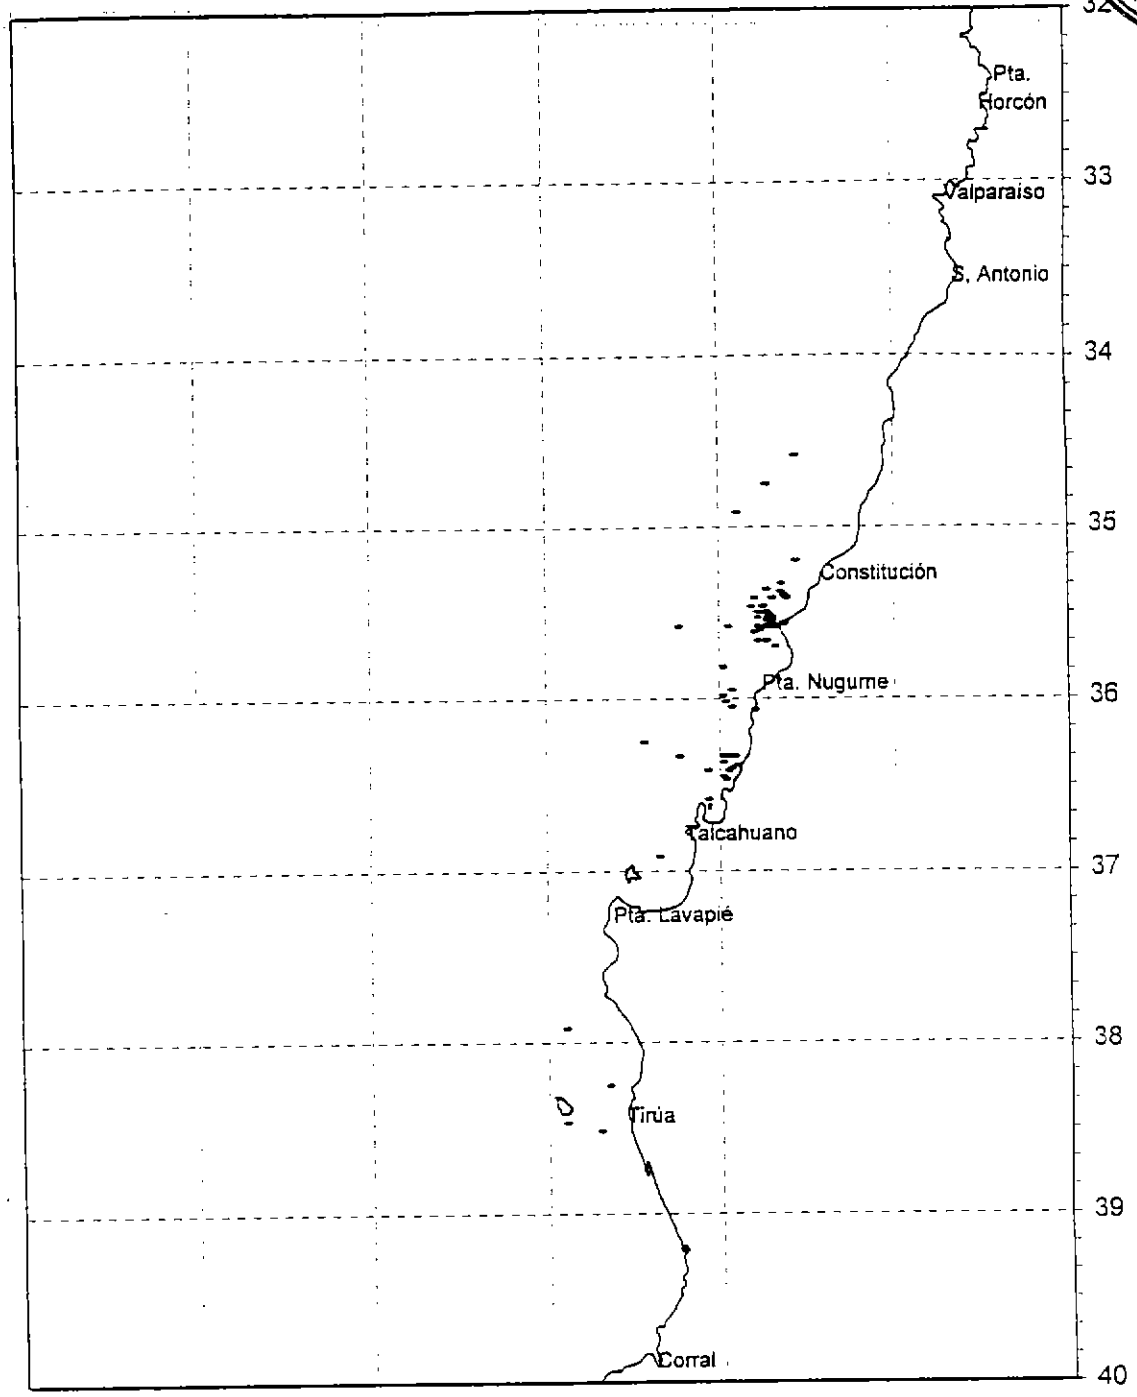 32
Pta.
Horcón
33
Valparaiso
S. Antonio
34
35
Constitución
Pta. Nugurne
36
Talcahuano
37
Pta. Lavapié
38
Tirúa
39
Corral
40